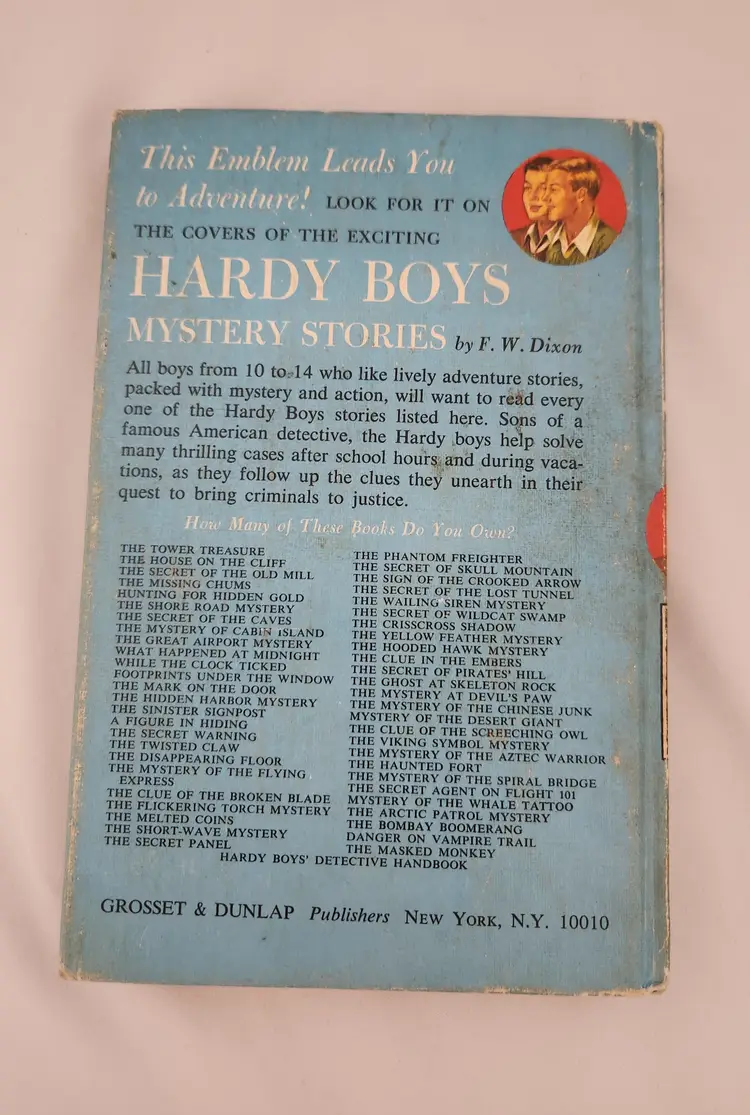 This Emblem Leads You
to Adventure! LOOK FOR IT ON
THE COVERS OF THE EXCITING
HARDY BOYS
MYSTERY STORIES by F. W. Dixon
All boys from 10 to 14 who like lively adventure stories,
packed with mystery and action, will want to read every
one of the Hardy Boys stories listed here. Sons of a
famous American detective, the Hardy boys help solve
many thrilling cases after school hours and during vaca-
tions, as they follow up the clues they unearth in their
quest to bring criminals to justice.
How Many of These Books Do You Own?
THE TOWER TREASURE
THE HOUSE ON THE CLIFF
THE SECRET OF THE OLD MILL
THE MISSING CHUMS
HUNTING FOR HIDDEN GOLD
THE SHORE ROAD MYSTERY
THE SECRET OF THE CAVES
THE MYSTERY OF CABIN ISLAND
THE GREAT AIRPORT MYSTERY
WHAT HAPPENED AT MIDNIGHT
WHILE THE CLOCK TICKED
FOOTPRINTS UNDER THE WINDOW
THE MARK ON THE DOOR
THE HIDDEN HARBOR MYSTERY
THE SINISTER SIGNPOST
A FIGURE IN HIDING
THE SECRET WARNING
THE TWISTED CLAW
THE DISAPPEARING FLOOR
THE MYSTERY OF THE FLYING
EXPRESS
THE CLUE OF THE BROKEN BLADE
THE FLICKERING TORCH MYSTERY
THE MELTED COINS
THE SHORT-WAVE MYSTERY
THE SECRET PANEL
THE PHANTOM FREIGHTER
THE SECRET OF SKULL MOUNTAIN
THE SIGN OF THE CROOKED ARROW
THE SECRET OF THE LOST TUNNEL
THE WAILING SIREN MYSTERY
THE SECRET OF WILDCAT SWAMP
THE CRISSCROSS SHADOW
THE YELLOW FEATHER MYSTERY
THE HOODED HAWK MYSTERY
THE CLUE IN THE EMBERS
THE SECRET OF PIRATES' HILL
THE GHOST AT SKELETON ROCK
THE MYSTERY AT DEVIL'S PAW
THE MYSTERY OF THE CHINESE JUNK
MYSTERY OF THE DESERT GIANT
THE CLUE OF THE SCREECHING OWL
THE VIKING SYMBOL MYSTERY
THE MYSTERY OF THE AZTEC WARRIOR
THE HAUNTED FORT
THE MYSTERY OF THE SPIRAL BRIDGE
THE SECRET AGENT ON FLIGHT 101
MYSTERY OF THE WHALE TATTOO
THE ARCTIC PATROL MYSTERY
THE BOMBAY BOOMERANG
DANGER ON VAMPIRE TRAIL
THE MASKED MONKEY
HARDY BOYS' DETECTIVE HANDBOOK
GROSSET & DUNLAP Publishers NEW YORK, N.Y. 10010